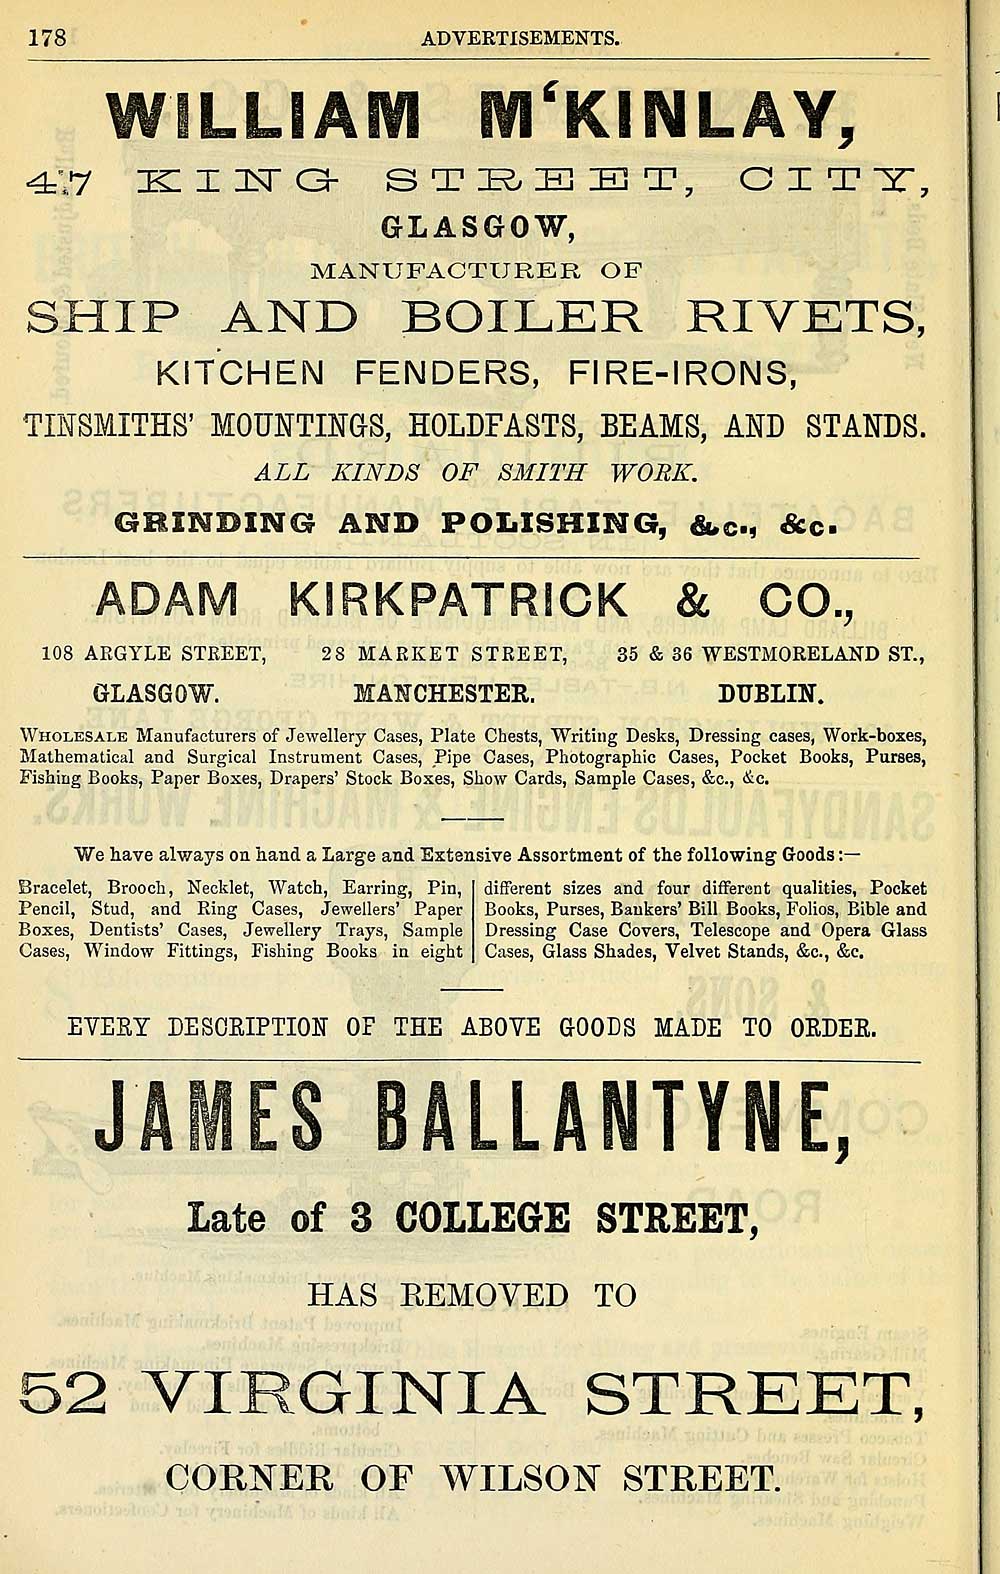 178
ADVERTISEMENTS.
WILLIAM M‘KINLAY,
47 KING STREET, CITY,
GLASGOW,
MANUFACTURER OF
SHIP AND BOILER RIVETS,
KITCHEN FENDERS, FIRE-IRONS,
TINSMITHS' MOUNTINGS, HOLDFASTS, BEAMS, AND STANDS.
ALL KINDS OF SMITH WORK.
GRINDING AND POLISHING, &c., &c.
ADAM KIRKPATRICK & CO.,
108 ARGYLE STREET, 28 MARKET STREET, 35 & 36 WESTMORELAND ST.,
GLASGOW. MANCHESTER. DUBLIN.
WHOLESALE Manufacturers of Jewellery Cases, Plate Chests, Writing Desks, Dressing cases, Work-boxes,
Mathematical and Surgical Instrument Cases, Pipe Cases, Photographic Cases, Pocket Books, Purses,
Fishing Books, Paper Boxes, Drapers' Stock Boxes, Show Cards, Sample Cases, &c., &c.
We have always on hand a Large and Extensive Assortment of the following Goods:—
Bracelet, Brooch, Necklet, Watch, Earring, Pin,
Pencil, Stud, and Ring Cases, Jewellers' Paper
Boxes, Dentists' Cases, Jewellery Trays, Sample
Cases, Window Fittings, Fishing Books in eight
different sizes and four different qualities, Pocket
Books, Purses, Bankers' Bill Books, Folios, Bible and
Dressing Case Covers, Telescope and Opera Glass
Cases, Glass Shades, Velvet Stands, &c., &c.
EVERY DESCRIPTION OF THE ABOVE GOODS MADE TO ORDER.
JAMES BALLANTYNE,
Late of 3 COLLEGE STREET,
HAS REMOVED TO
52 VIRGINIA STREET,
CORNER OF WILSON STREET.